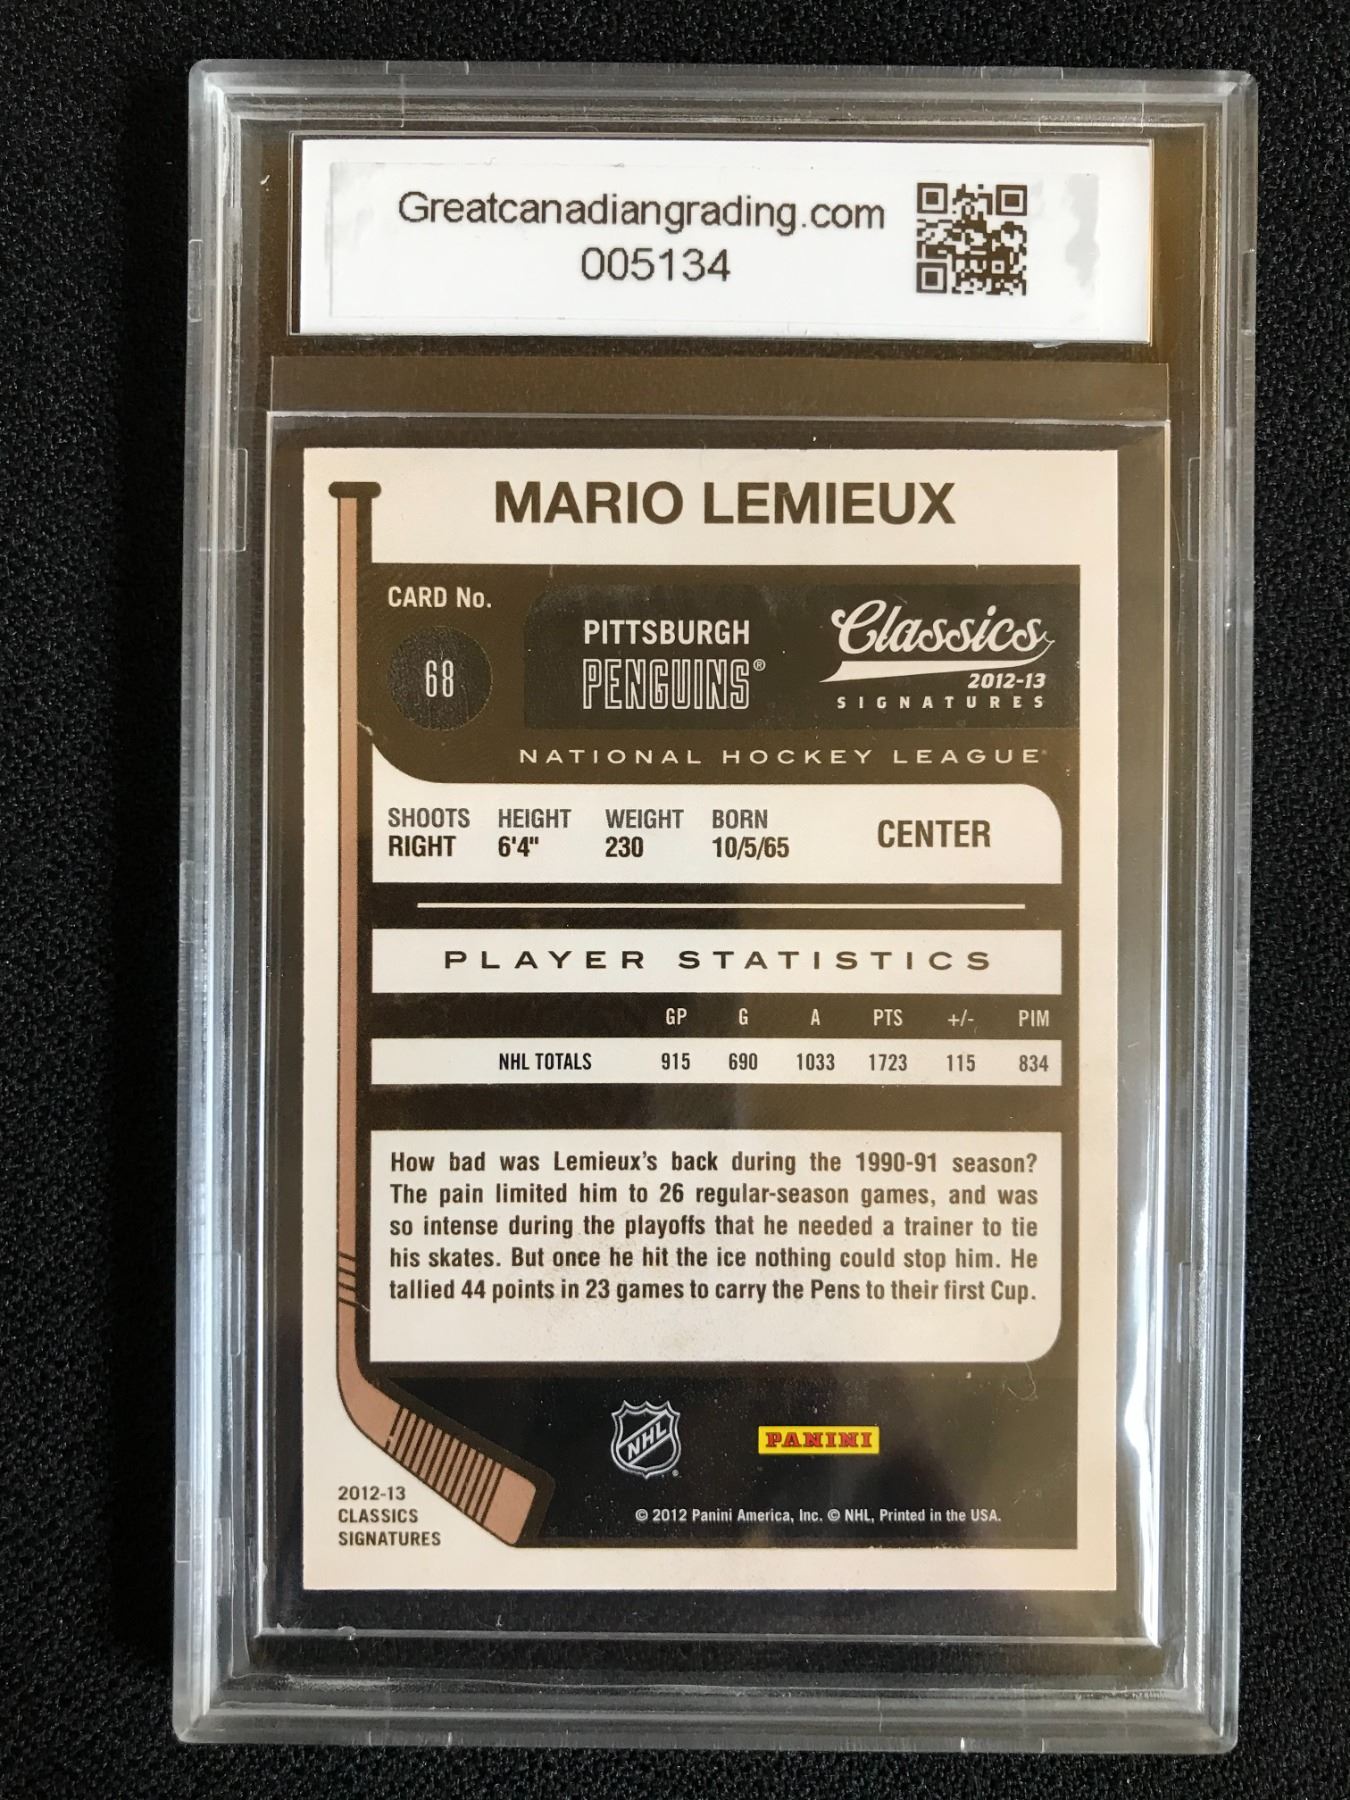 Greatcanadiangrading.com
005134
MARIO LEMIEUX
CARD No.
68
PITTSBURGH
PENGUINS®
Classics
2012-13
SIGNATURES
NATIONAL HOCKEY LEAGUE
SHOOTS HEIGHT WEIGHT BORN
RIGHT 6'4" 230 10/5/65
CENTER
PLAYER STATISTICS
GP G A PTS +/- PIM
NHL TOTALS 915 690 1033 1723 115 834
How bad was Lemieux's back during the 1990-91 season?
The pain limited him to 26 regular-season games, and was
so intense during the playoffs that he needed a trainer to tie
his skates. But once he hit the ice nothing could stop him. He
tallied 44 points in 23 games to carry the Pens to their first Cup.
NHL
PANINI
2012-13
CLASSICS
SIGNATURES
© 2012 Panini America, Inc. © NHL, Printed in the USA.